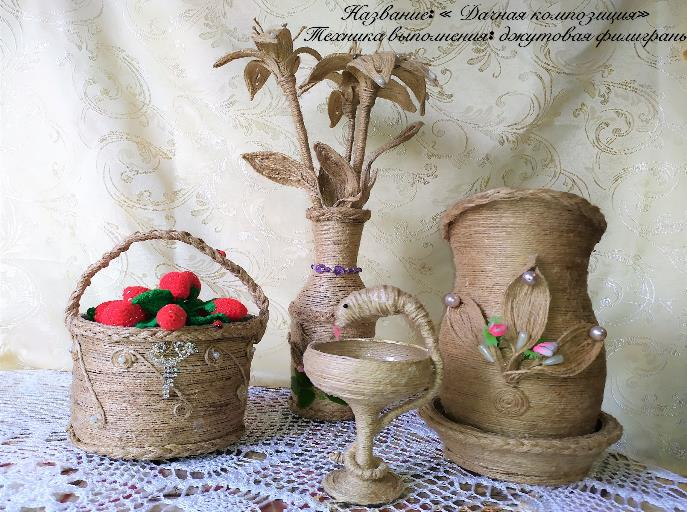 Название: « Дачная композиция»
Техника выполнения: джутовая филигрань